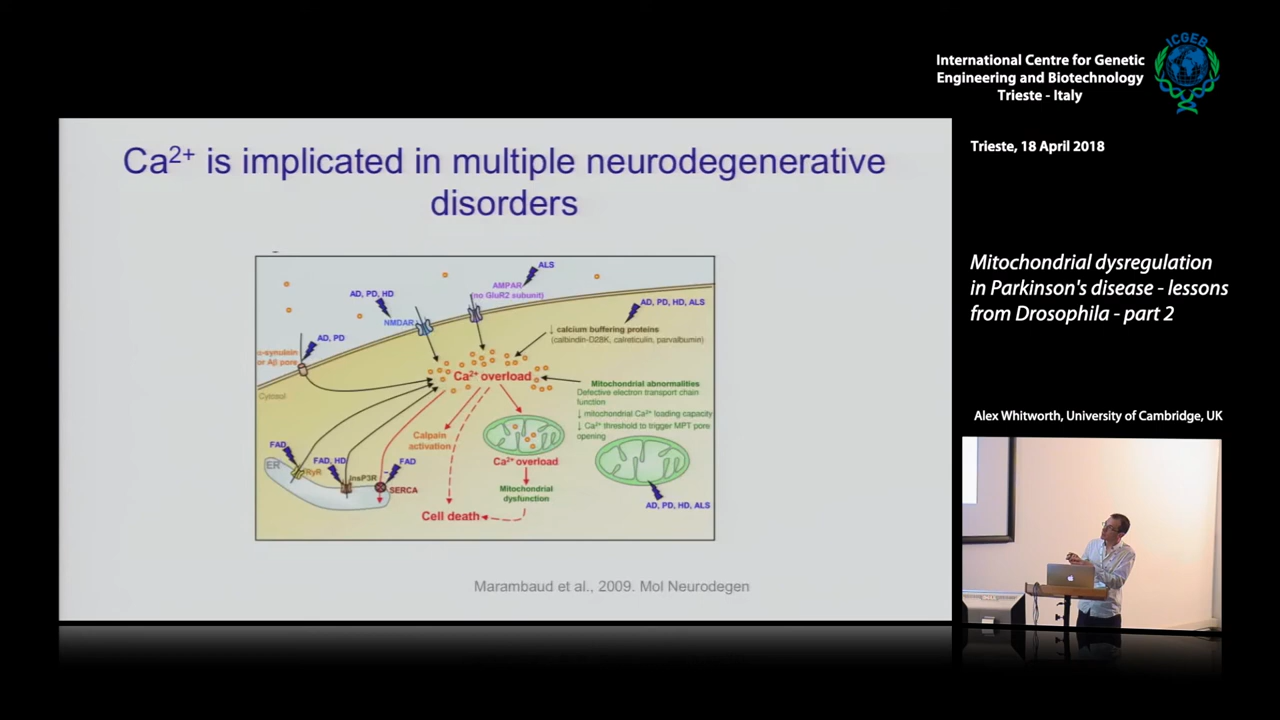 ICGEB
International Centre for Genetic
Engineering and Biotechnology
Trieste - Italy
Trieste, 18 April 2018
Mitochondrial dysregulation
in Parkinson's disease - lessons
from Drosophila - part 2
Alex Whitworth, University of Cambridge, UK
Ca2+ is implicated in multiple neurodegenerative
disorders
ALS
AMPAR
(no GluR2 subunit)
AD, PD, HD
NMDAR
AD, PD, HD, ALS
↓ calcium buffering proteins
(calbindin-D28K, calreticulin, parvalbumin)
AD, PD
α-synulein
or Aβ pore
Cytosol
Ca2+ overload
Mitochondrial abnormalities
Defective electron transport chain
function
↓ mitochondrial Ca2+ loading capacity
↓ Ca2+ threshold to trigger MPT pore
opening
Calpain
activation
FAD
ER
RyR
FAD, HD
InsP3R
FAD
SERCA
Ca2+ overload
Mitochondrial
dysfunction
Cell death
AD, PD, HD, ALS
Marambaud et al., 2009. Mol Neurodegen